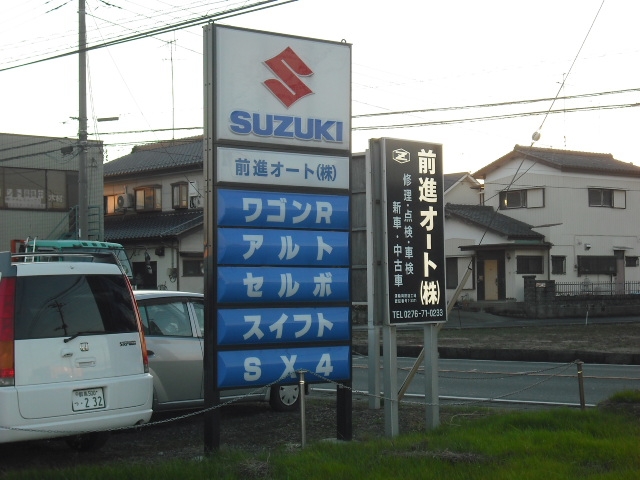 SUZUKI
前進オート(株)
ワゴンR
アルト
セルボ
スイフト
SX4
前進オート(株)
修理・点検・車検
新車・中古車
TEL0276-71-0233
232